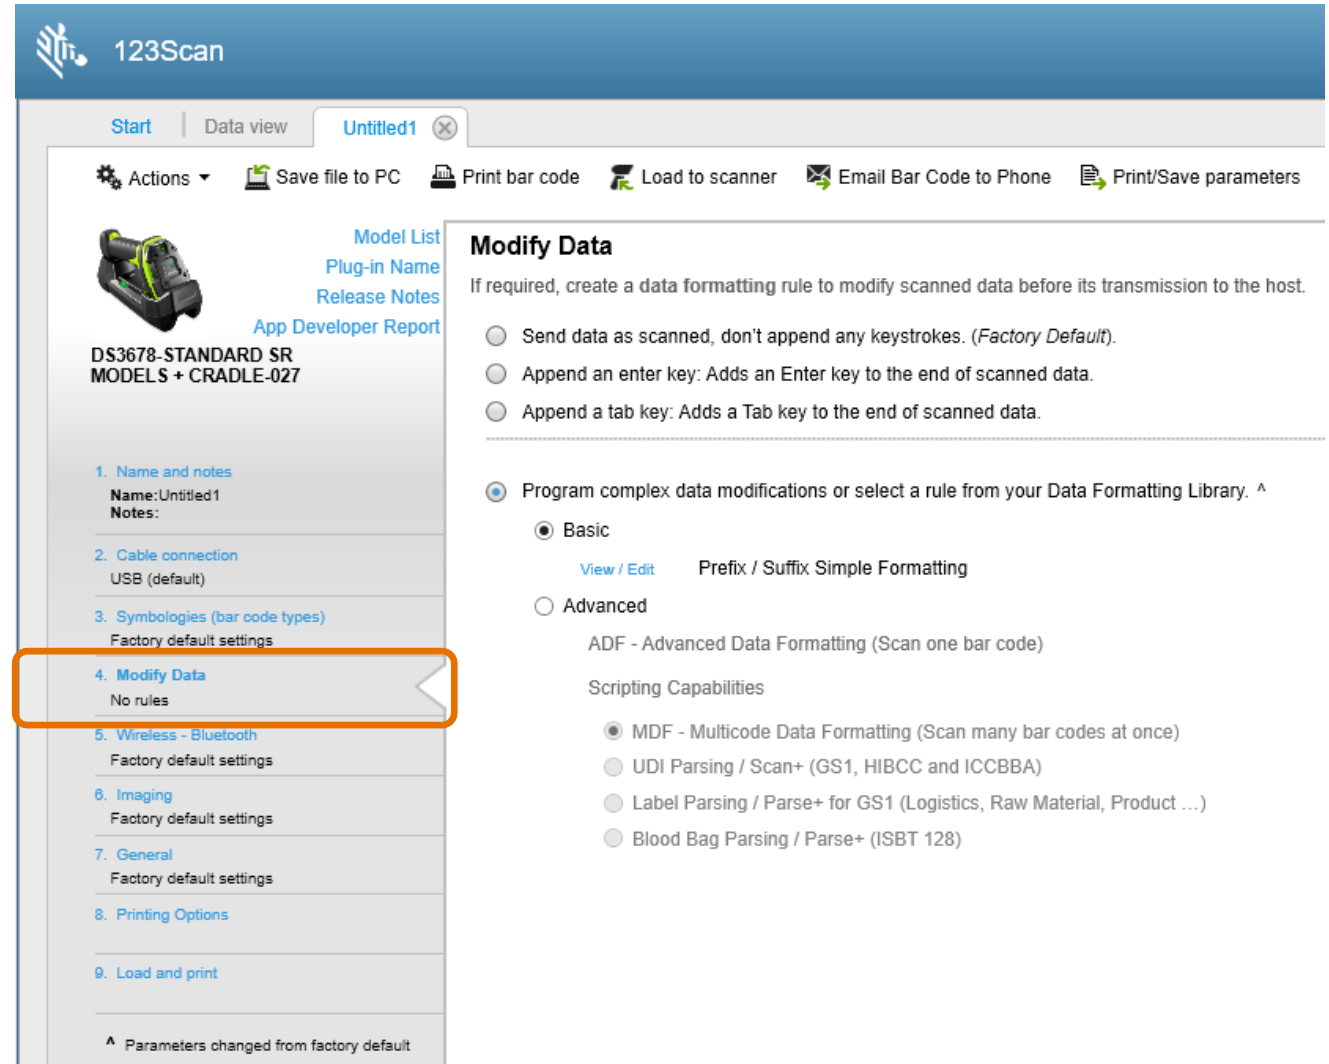 123Scan
Start
Data view
Untitled1
Actions
Save file to PC
Print bar code
Load to scanner
Email Bar Code to Phone
Print/Save parameters
Model List
Plug-in Name
Release Notes
App Developer Report
DS3678-STANDARD SR
MODELS + CRADLE-027
1. Name and notes
Name:Untitled1
Notes:
2. Cable connection
USB (default)
3. Symbologies (bar code types)
Factory default settings
4. Modify Data
No rules
5. Wireless - Bluetooth
Factory default settings
6. Imaging
Factory default settings
7. General
Factory default settings
8. Printing Options
9. Load and print
^ Parameters changed from factory default
Modify Data
If required, create a data formatting rule to modify scanned data before its transmission to the host.
Send data as scanned, don't append any keystrokes. (Factory Default).
Append an enter key: Adds an Enter key to the end of scanned data.
Append a tab key: Adds a Tab key to the end of scanned data.
Program complex data modifications or select a rule from your Data Formatting Library. ^
Basic
View / Edit Prefix / Suffix Simple Formatting
Advanced
ADF - Advanced Data Formatting (Scan one bar code)
Scripting Capabilities
MDF - Multicode Data Formatting (Scan many bar codes at once)
UDI Parsing / Scan+ (GS1, HIBCC and ICCBBA)
Label Parsing / Parse+ for GS1 (Logistics, Raw Material, Product ...)
Blood Bag Parsing / Parse+ (ISBT 128)